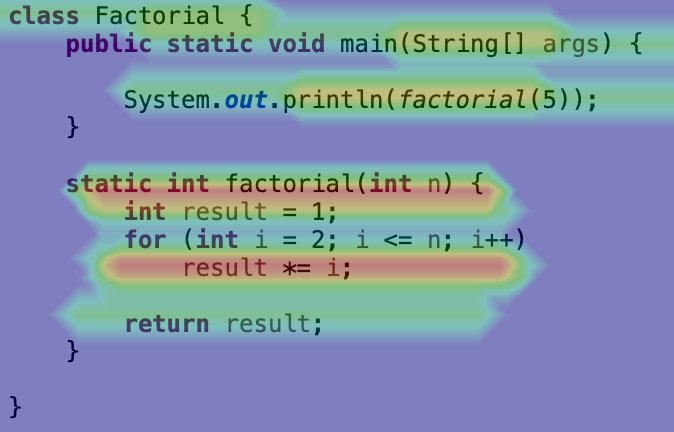 class Factorial {
public static void main(String[] args) {
System.out.println(factorial(5));
}
static int factorial(int n) {
int result = 1;
for (int i = 2; i <= n; i++)
result *= i;
return result;
}
}